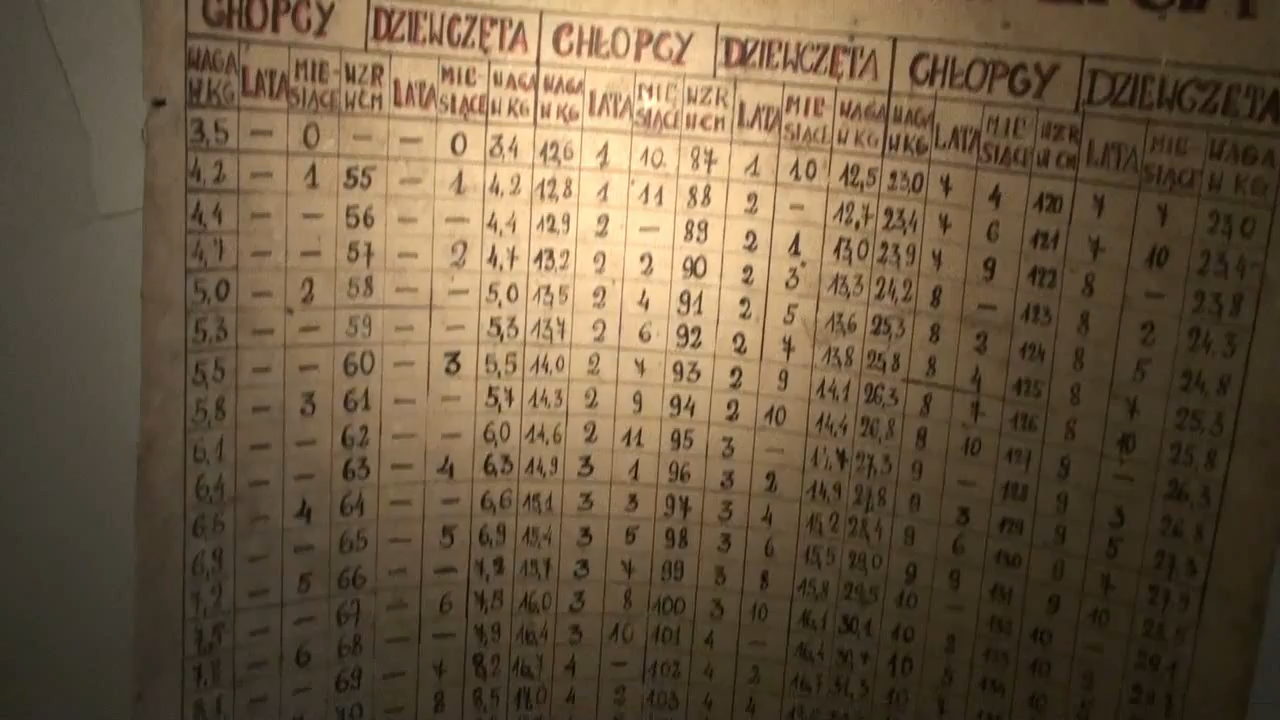 CHŁOPCY DZIEWCZĘTA CHŁOPCY DZIEWCZĘTA CHŁOPCY DZIEWCZĘTA
WAGA W KG LATA MIE-SIĄCE WZR W CM LATA MIE-SIĄCE WAGA W KG WAGA W KG LATA MIE-SIĄCE WZR W CM LATA MIE-SIĄCE WAGA W KG WAGA W KG LATA MIE-SIĄCE WZR W CM LATA MIE-SIĄCE WAGA W KG
3,5 — 0 — — 0 3,4 12,6 1 10 87 1 10 12,5 23,0 7 4 120 7 7 23,0
4,2 — 1 55 — 1 4,2 12,8 1 11 88 2 — 12,7 23,4 7 6 121 7 10 23,4
4,4 — — 56 — — 4,4 12,9 2 — 89 2 1 13,0 23,9 7 9 122 8 — 23,8
4,7 — — 57 — 2 4,7 13,2 2 2 90 2 3 13,3 24,2 8 — 123 8 2 24,3
5,0 — 2 58 — — 5,0 13,5 2 4 91 2 5 13,6 25,3 8 2 124 8 5 24,8
5,3 — — 59 — — 5,3 13,7 2 6 92 2 7 13,8 25,8 8 4 125 8 7 25,3
5,5 — — 60 — 3 5,5 14,0 2 7 93 2 9 14,1 26,3 8 7 126 8 10 25,8
5,8 — 3 61 — — 5,7 14,3 2 9 94 2 10 14,4 26,8 8 10 127 9 — 26,3
6,1 — — 62 — — 6,0 14,6 2 11 95 3 — 27,3 9 — 128 9 3 26,8
6,4 — — 63 — 4 6,3 14,9 3 1 96 3 2 14,9 27,8 9 3 129 9 5 27,3
6,6 — 4 64 — — 6,6 15,1 3 3 97 3 4 15,2 28,4 9 6 130 9 7 27,9
6,9 — — 65 — 5 6,9 15,4 3 5 98 3 6 15,5 29,0 9 9 131 9 10
7,2 — 5 66 — — 7,2 15,7 3 7 99 3 8 15,8 29,5 10 — 132 10 —
7,5 — — 67 — 6 7,5 16,0 3 8 100 3 10 16,1 30,1 10 133 10
— 6 68 — — 7,9 16,4 3 10 101 4 — 16,4 10 134 10
— — 69 — 7 8,2 16,7 4 — 102 4 2 16,7 31,3 10
8,1 — 70 — 8 8,5 17,0 4 2 103 4 4